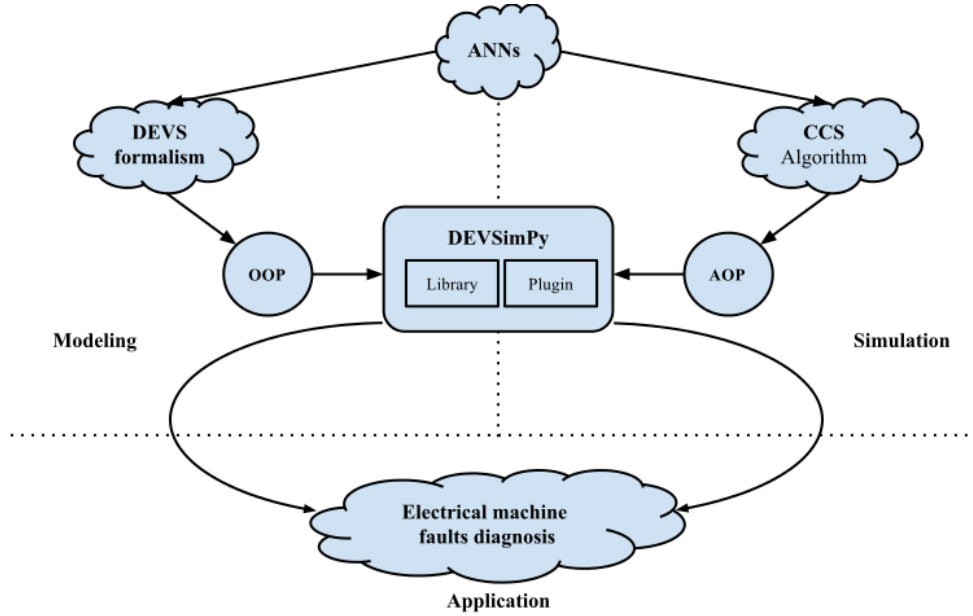 ANNs
DEVS
formalism
CCS
Algorithm
DEVSimPy
OOP
Library
Plugin
AOP
Modeling
Simulation
Electrical machine
faults diagnosis
Application